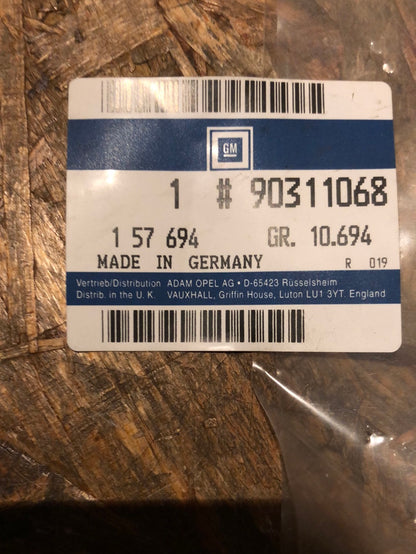 GM
1 # 90311068
1 57 694 GR. 10.694
MADE IN GERMANY R 019
Vertrieb/Distribution ADAM OPEL AG • D-65423 Rüsselsheim
Distrib. in the U. K. VAUXHALL, Griffin House, Luton LU1 3YT. England